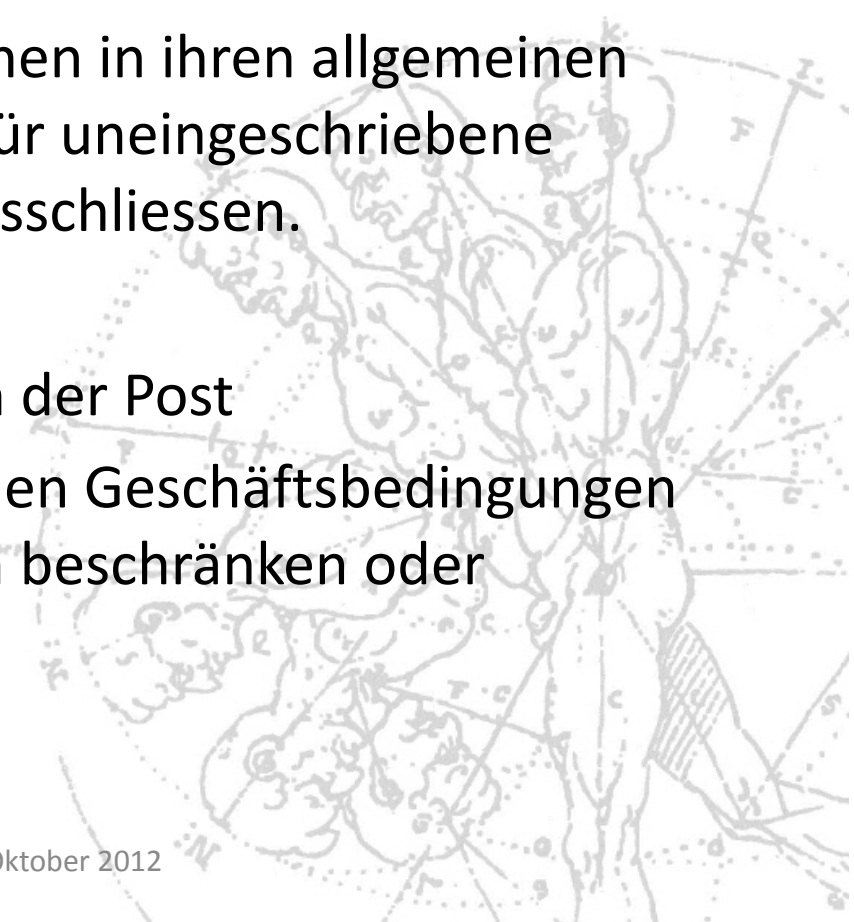 nen in ihren allgemeinen
ür uneingeschriebene
sschliessen.
der Post
en Geschäftsbedingungen
beschränken oder
Oktober 2012